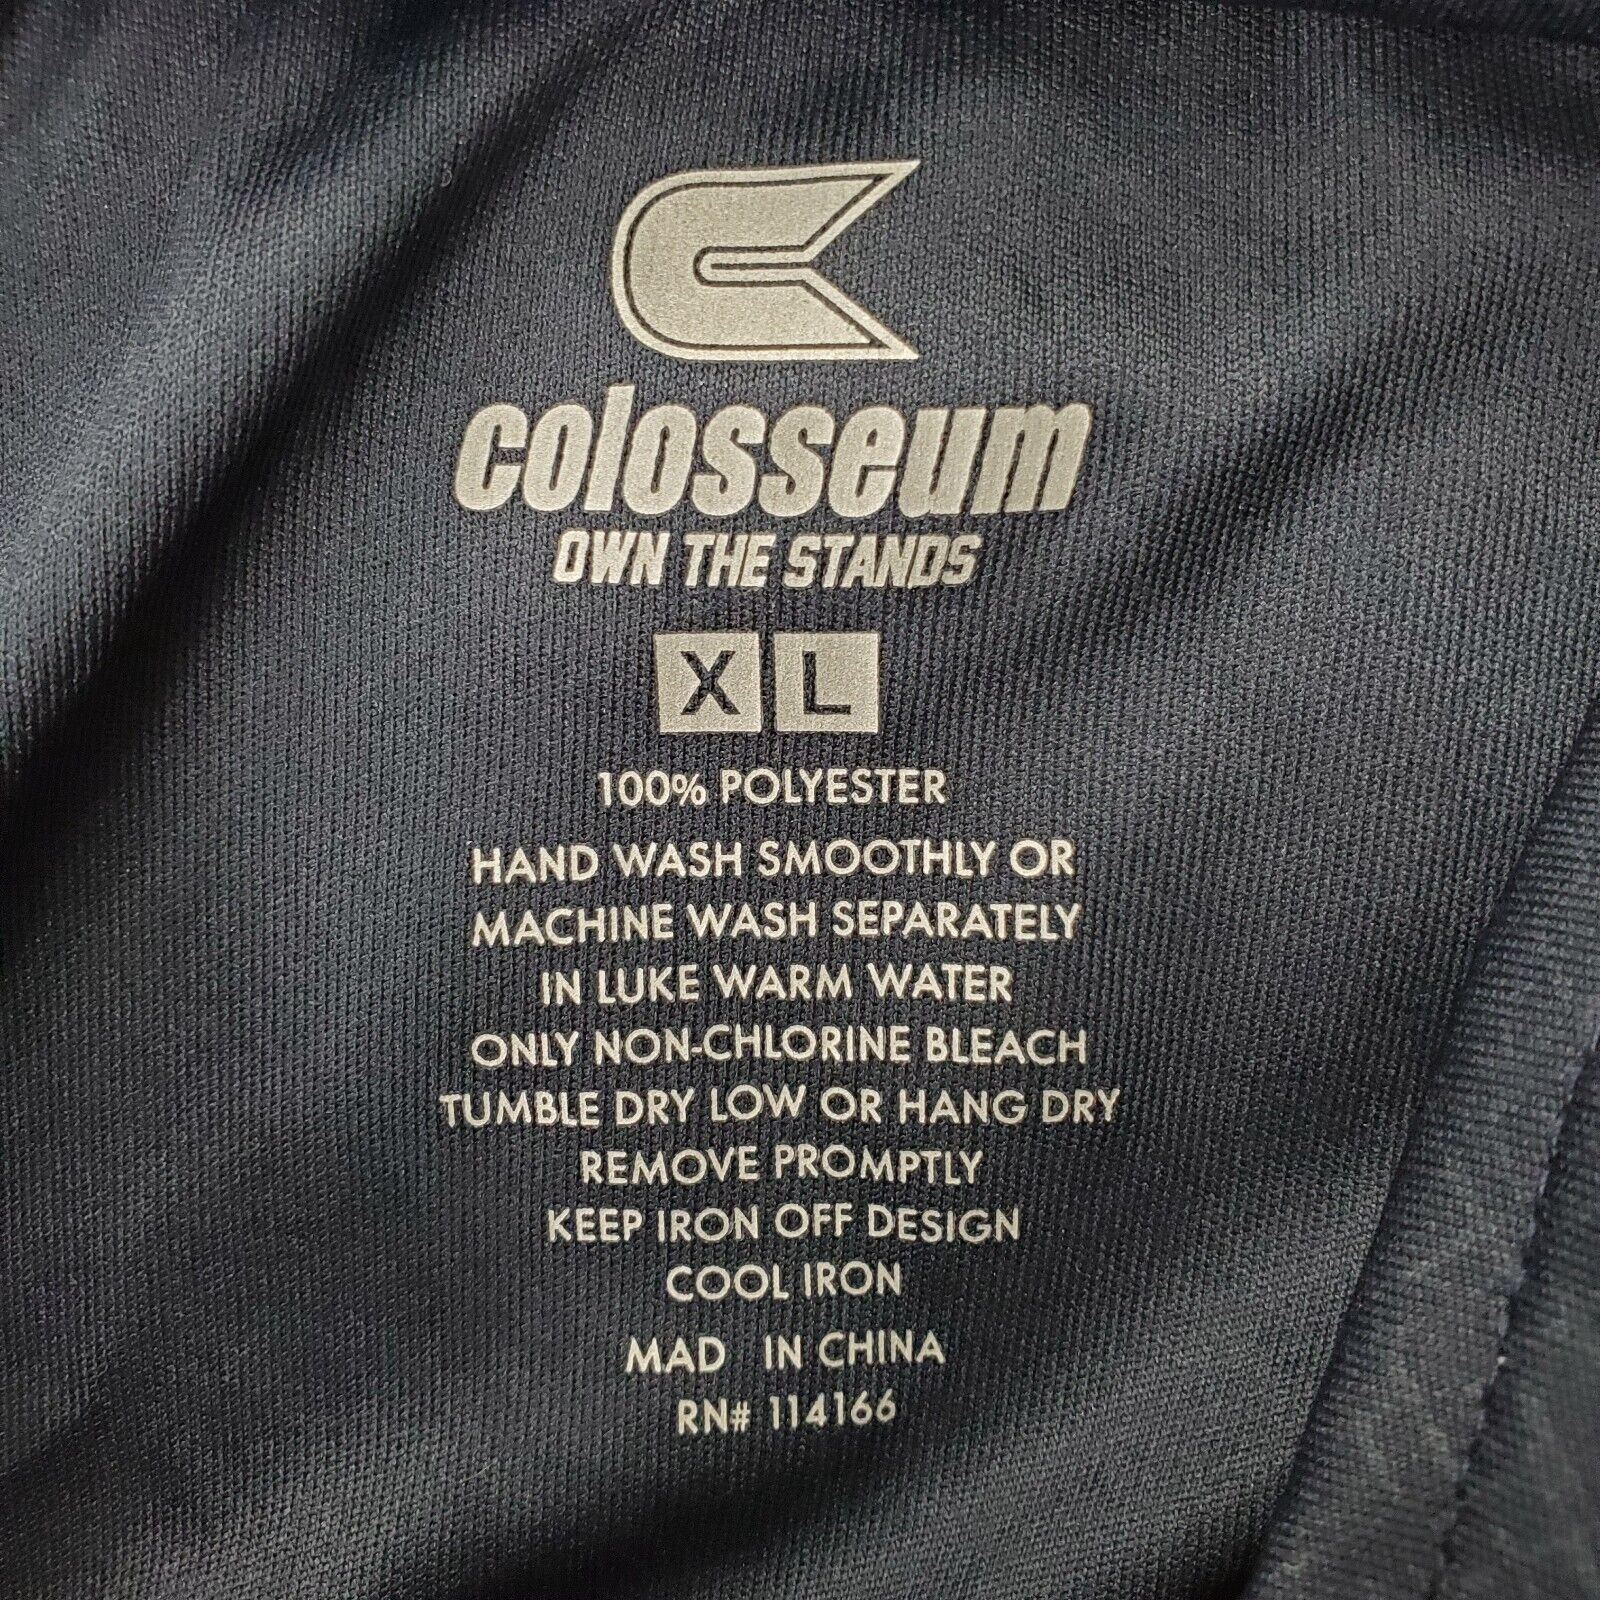 colosseum
OWN THE STANDS
XL
100% POLYESTER
HAND WASH SMOOTHLY OR
MACHINE WASH SEPARATELY
IN LUKE WARM WATER
ONLY NON-CHLORINE BLEACH
TUMBLE DRY LOW OR HANG DRY
REMOVE PROMPTLY
KEEP IRON OFF DESIGN
COOL IRON
MAD IN CHINA
RN# 114166